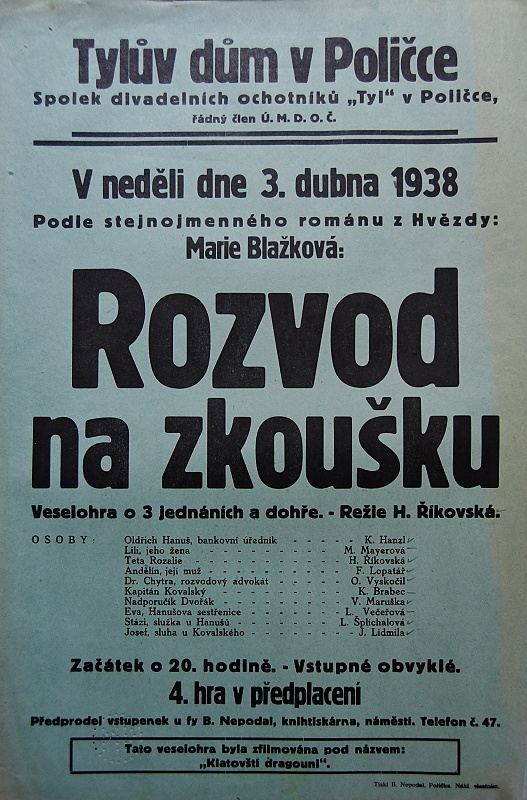 Tylův dům v Poličce
Spolek divadelních ochotníků „Tyl" v Poličce,
řádný člen Ú. M. D. O. Č.
V neděli dne 3. dubna 1938
Podle stejnojmenného románu z Hvězdy:
Marie Blažková:
Rozvod
na zkoušku
Veselohra o 3 jednáních a dohře. - Režie H. Říkovská.
OSOBY:
Oldřich Hanuš, bankovní úředník - - - - - K. Hanzl
Lili, jeho žena - - - - - - - - - - M. Mayerová
Teta Rozalie - - - - - - - - - - H. Říkovská
Andělín, její muž - - - - - - - - - F. Lopatář
Dr. Chytra, rozvodový advokát - - - - - - O. Vyskočil
Kapitán Kovalský - - - - - - - - - K. Brabec
Nadporučík Dvořák - - - - - - - - V. Maruška
Eva, Hanušova sestřenice - - - - - - - L. Večeřová
Stázi, služka u Hanušů - - - - - - - L. Šplíchalová
Josef, sluha u Kovalského - - - - - - - J. Lidmila
Začátek o 20. hodině. - Vstupné obvyklé.
4. hra v předplacení
Předprodej vstupenek u fy B. Nepodal, knihtiskárna, náměstí. Telefon č. 47.
Tato veselohra byla zfilmována pod názvem:
„Klatovští dragouni".
Tiskl B. Nepodal, Polička. Nákl. vlastním.